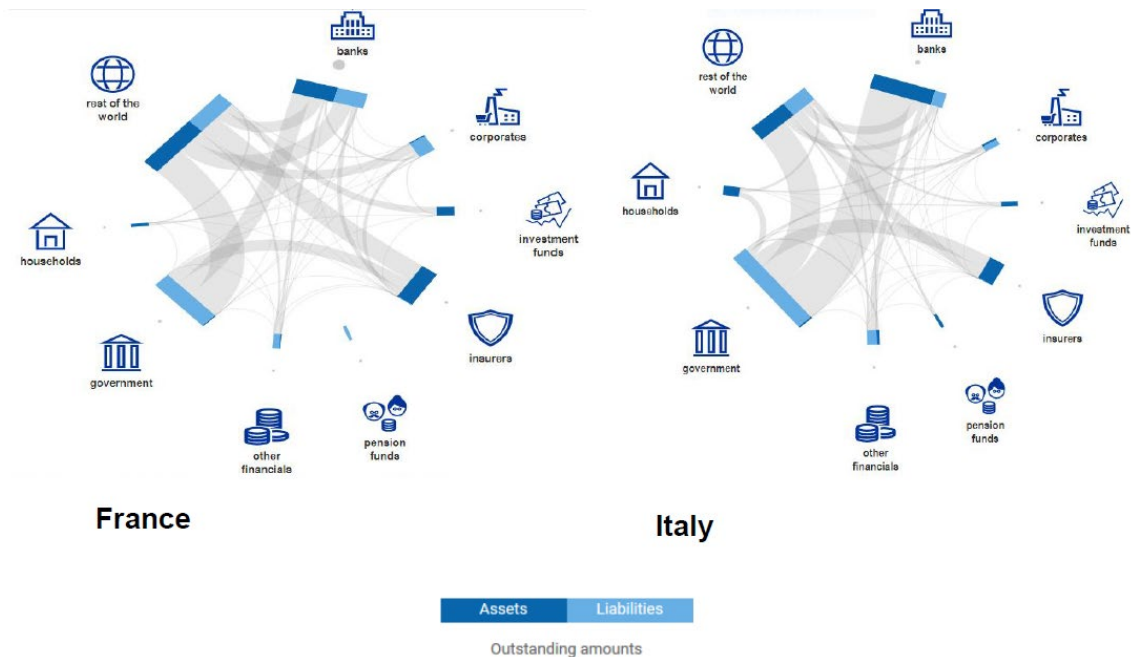 banks
rest of the
world
corporates
households
investment
funds
government
insurers
other
financials
pension
funds
France
banks
rest of the
world
corporates
households
investment
funds
government
insurers
other
financials
pension
funds
Italy
Assets
Liabilities
Outstanding amounts